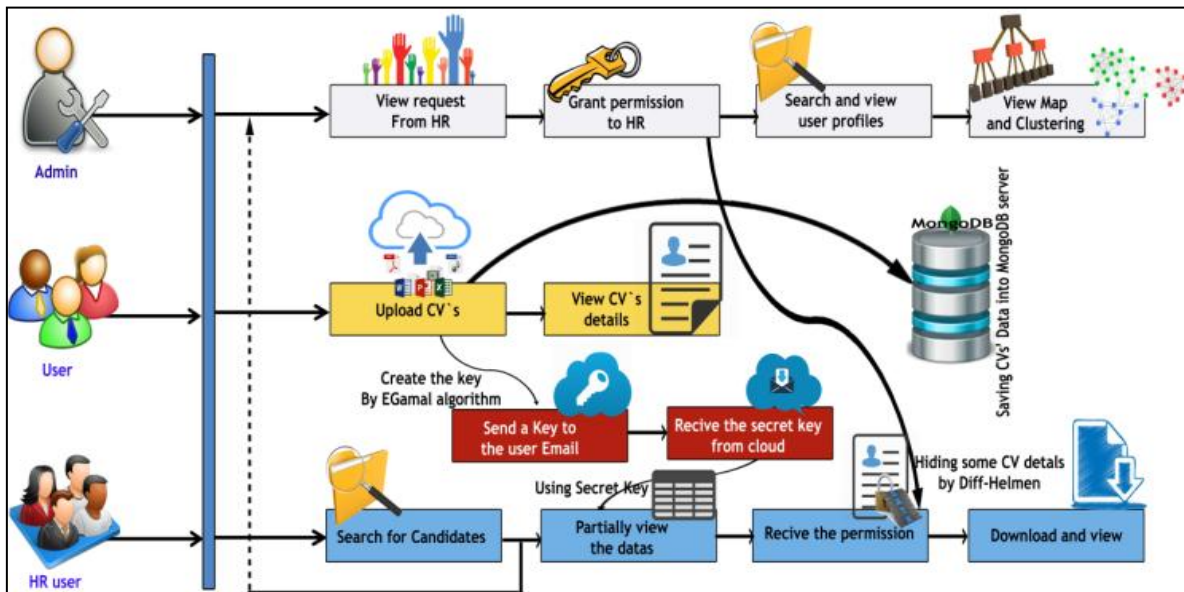 View request
From HR
Grant permission
to HR
Search and view
user profiles
View Map
and Clustering
Admin
MongoDB
Saving CVs' Data into MongoDB server
Upload CV`s
View CV`s
details
User
Create the key
By EGamal algorithm
Send a Key to
the user Email
Recive the secret key
from cloud
Hiding some CV detals
by Diff-Helmen
Using Secret Key
Search for Candidates
Partially view
the datas
Recive the permission
Download and view
HR user